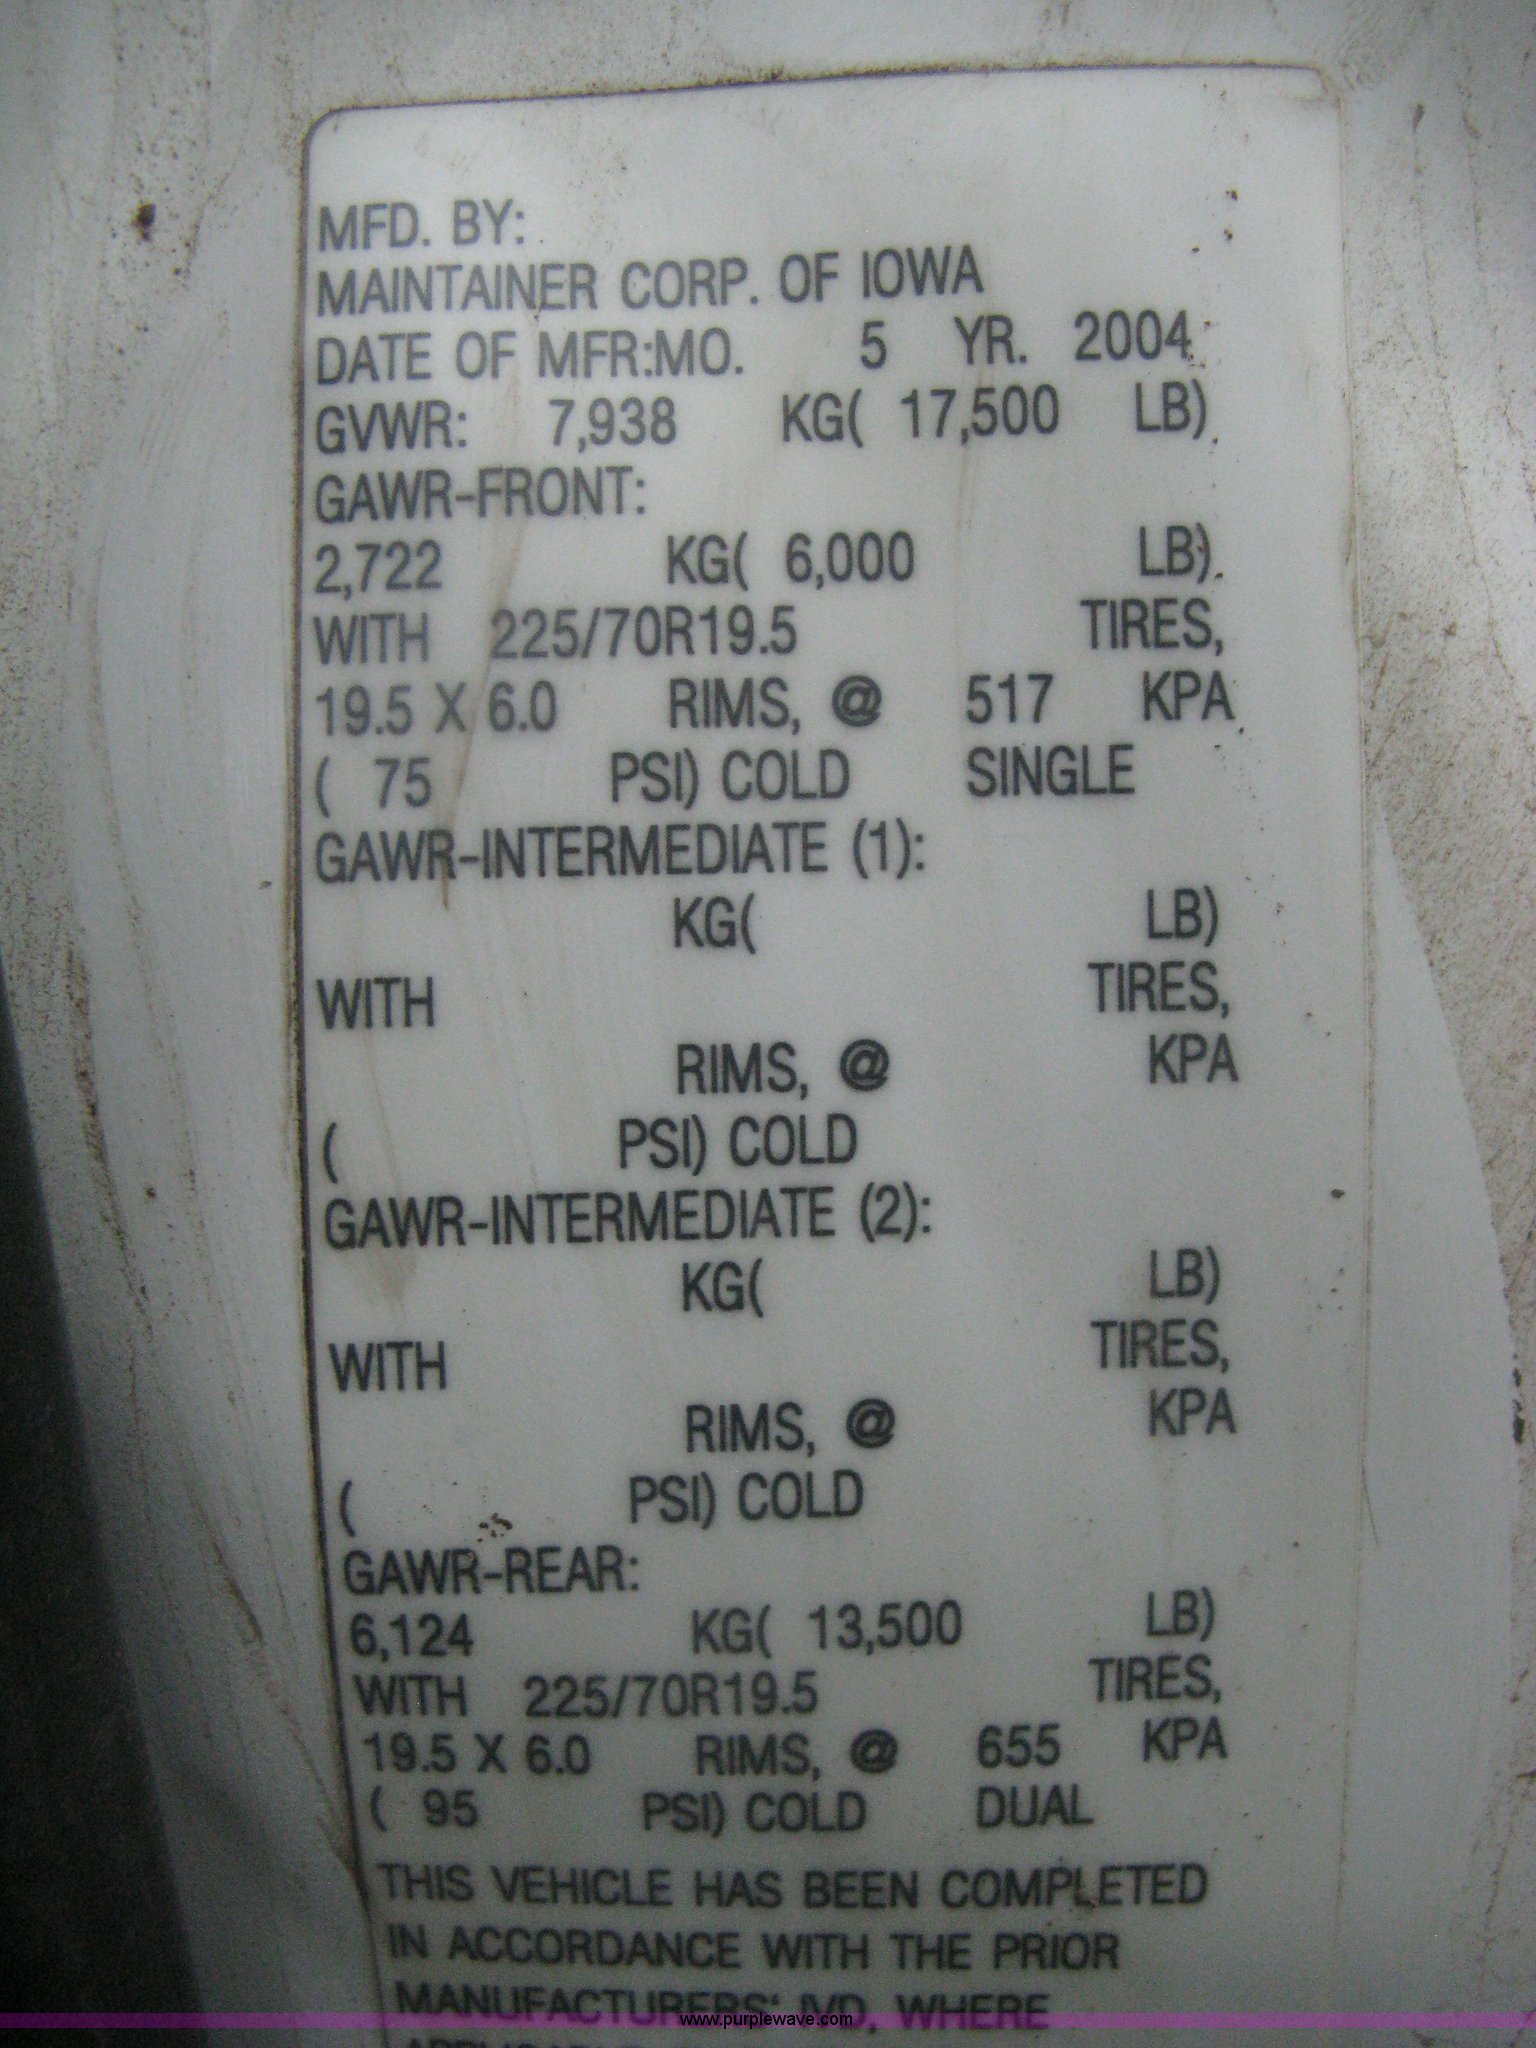 MFD. BY:
MAINTAINER CORP. OF IOWA
DATE OF MFR:MO. 5 YR. 2004
GVWR: 7,938 KG( 17,500 LB)
GAWR-FRONT:
2,722 KG( 6,000 LB)
WITH 225/70R19.5 TIRES,
19.5 X 6.0 RIMS, @ 517 KPA
( 75 PSI) COLD SINGLE
GAWR-INTERMEDIATE (1):
KG( LB)
WITH TIRES,
RIMS, @ KPA
( PSI) COLD
GAWR-INTERMEDIATE (2):
KG( LB)
WITH TIRES,
RIMS, @ KPA
( PSI) COLD
GAWR-REAR:
6,124 KG( 13,500 LB)
WITH 225/70R19.5 TIRES,
19.5 X 6.0 RIMS, @ 655 KPA
( 95 PSI) COLD DUAL
THIS VEHICLE HAS BEEN COMPLETED
IN ACCORDANCE WITH THE PRIOR
MANUFACTURERS' IVD, WHERE
www.purplewave.com